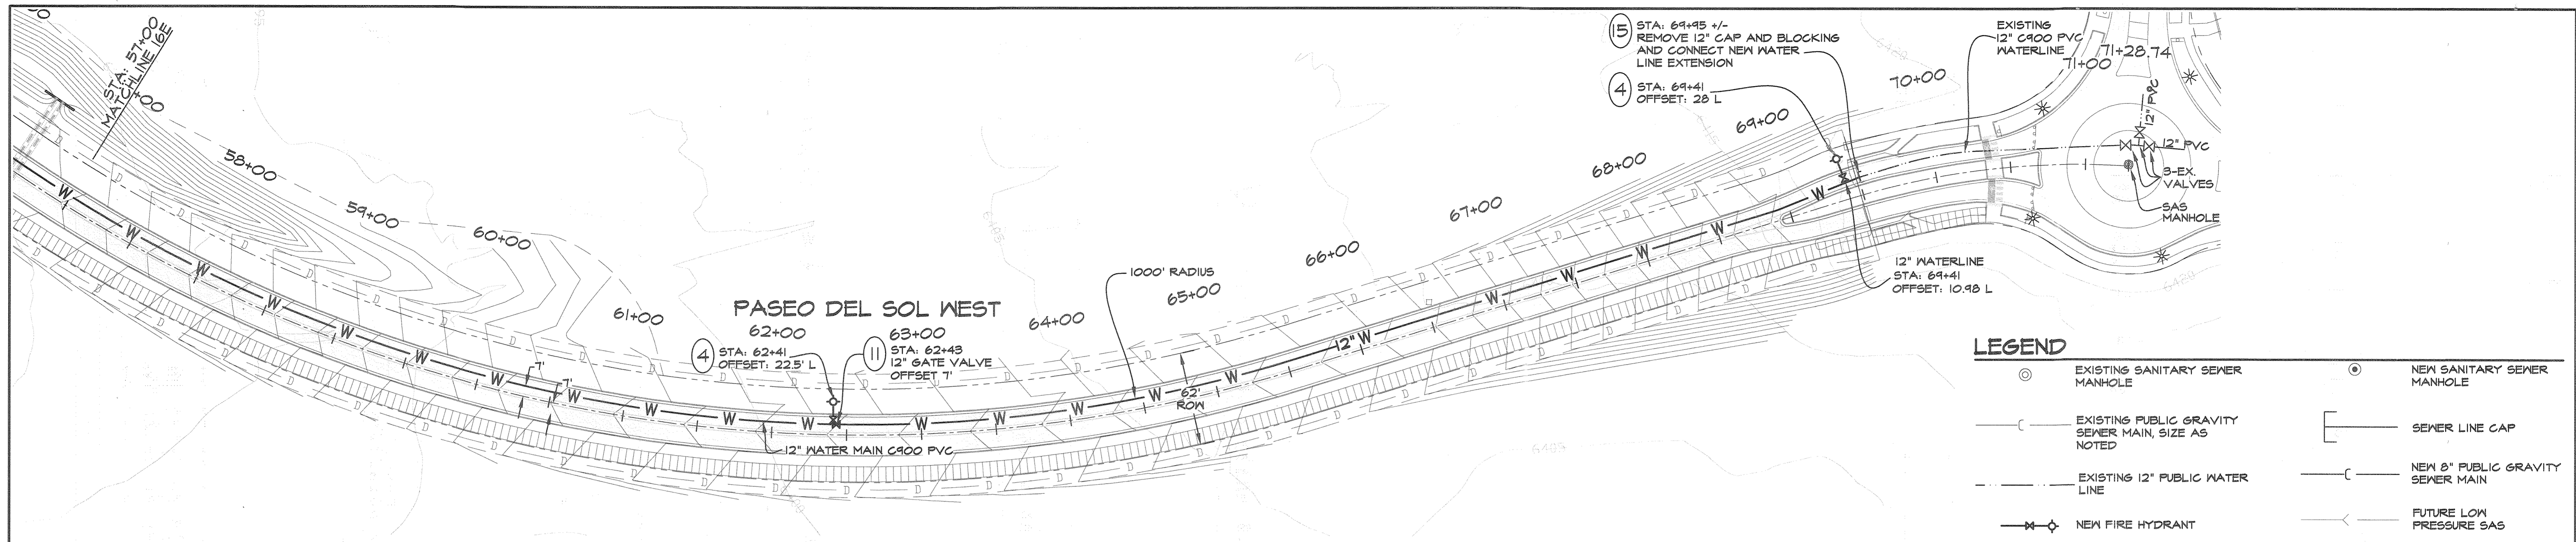 STA: 57+00
MATCHLINE 16E
58+00
59+00
60+00
61+00
PASEO DEL SOL WEST
62+00
63+00
64+00
65+00
66+00
67+00
68+00
69+00
70+00
71+00
71+28.74
4
STA: 62+41
OFFSET: 22.5' L
11
STA: 62+43
12" GATE VALVE
OFFSET 7'
7'
7'
12" WATER MAIN C900 PVC
1000' RADIUS
62'
ROW
12" W
15
STA: 69+95 +/-
REMOVE 12" CAP AND BLOCKING
AND CONNECT NEW WATER
LINE EXTENSION
4
STA: 69+41
OFFSET: 28 L
EXISTING
12" C900 PVC
WATERLINE
12" PVC
12" PVC
3-EX.
VALVES
SAS
MANHOLE
12" WATERLINE
STA: 69+41
OFFSET: 10.98 L
6485
6485
6420
LEGEND
EXISTING SANITARY SEWER
MANHOLE
EXISTING PUBLIC GRAVITY
SEWER MAIN, SIZE AS
NOTED
EXISTING 12" PUBLIC WATER
LINE
NEW FIRE HYDRANT
NEW SANITARY SEWER
MANHOLE
SEWER LINE CAP
NEW 8" PUBLIC GRAVITY
SEWER MAIN
FUTURE LOW
PRESSURE SAS